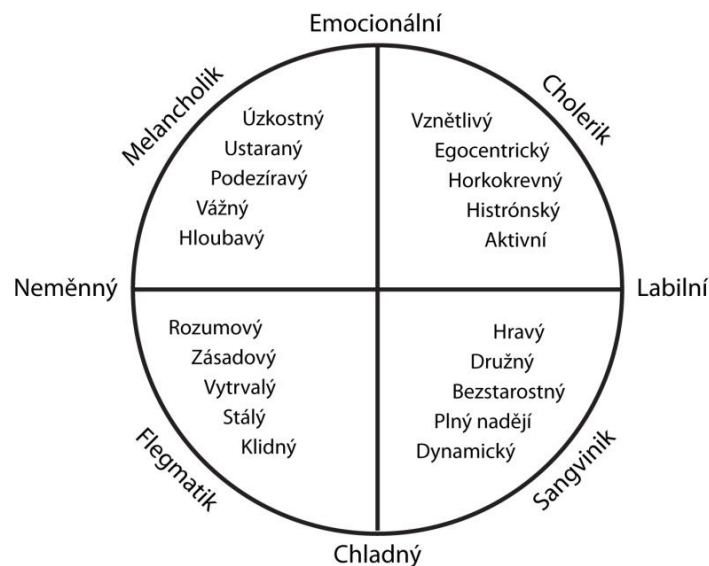 Emocionální
Melancholik
Cholerik
Úzkostný
Ustaraný
Podezíravý
Vážný
Hloubavý
Vznětlivý
Egocentrický
Horkokrevný
Histrónský
Aktivní
Neměnný
Labilní
Rozumový
Zásadový
Vytrvalý
Stálý
Klidný
Hravý
Družný
Bezstarostný
Plný nadějí
Dynamický
Flegmatik
Sangvinik
Chladný